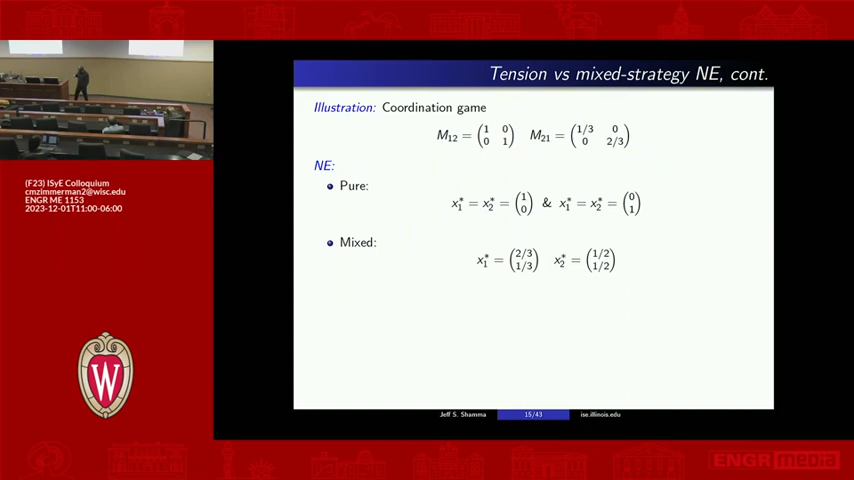 Tension vs mixed-strategy NE, cont.
Illustration: Coordination game
M₁₂ = (1 0; 0 1) M₂₁ = (1/3 0; 0 2/3)
NE:
Pure:
x₁* = x₂* = (1; 0) & x₁* = x₂* = (0; 1)
Mixed:
x₁* = (2/3; 1/3) x₂* = (1/2; 1/2)
Jeff S. Shamma 15/43 ise.illinois.edu
(F23) ISyE Colloquium
cmzimmerman2@wisc.edu
ENGR ME 1153
2023-12-01T11:00-06:00
W
ENGR media